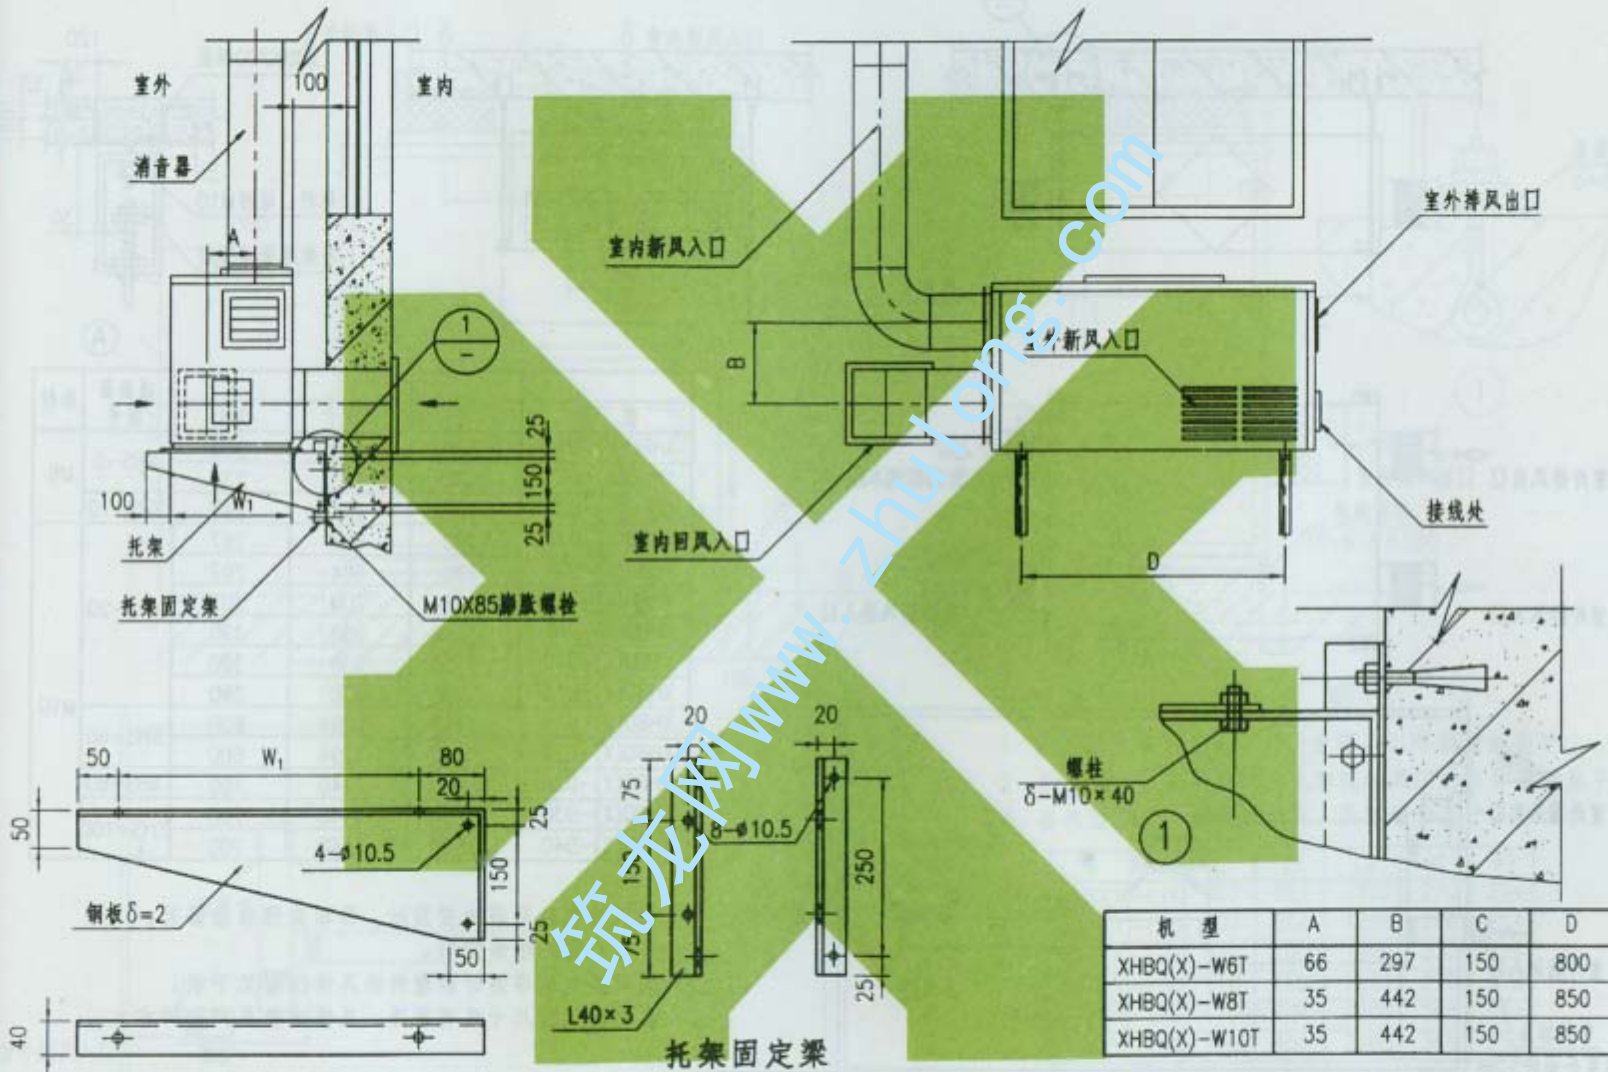 室外
100
室内
消音器
A
1
-
25
150
25
100
W₁
托架
托架固定架
M10X85膨胀螺栓
室内新风入口
室外排风出口
B
室外新风入口
室内回风入口
接线处
D
螺栓
δ-M10×40
1
50
W₁
80
20
50
25
4-ø10.5
150
钢板δ=2
25
50
40
20
20
75
8-ø10.5
150
250
75
25
L40×3
托架固定梁
机 型 A B C D
XHBQ(X)-W6T 66 297 150 800
XHBQ(X)-W8T 35 442 150 850
XHBQ(X)-W10T 35 442 150 850
筑龙网www.zhulong.com